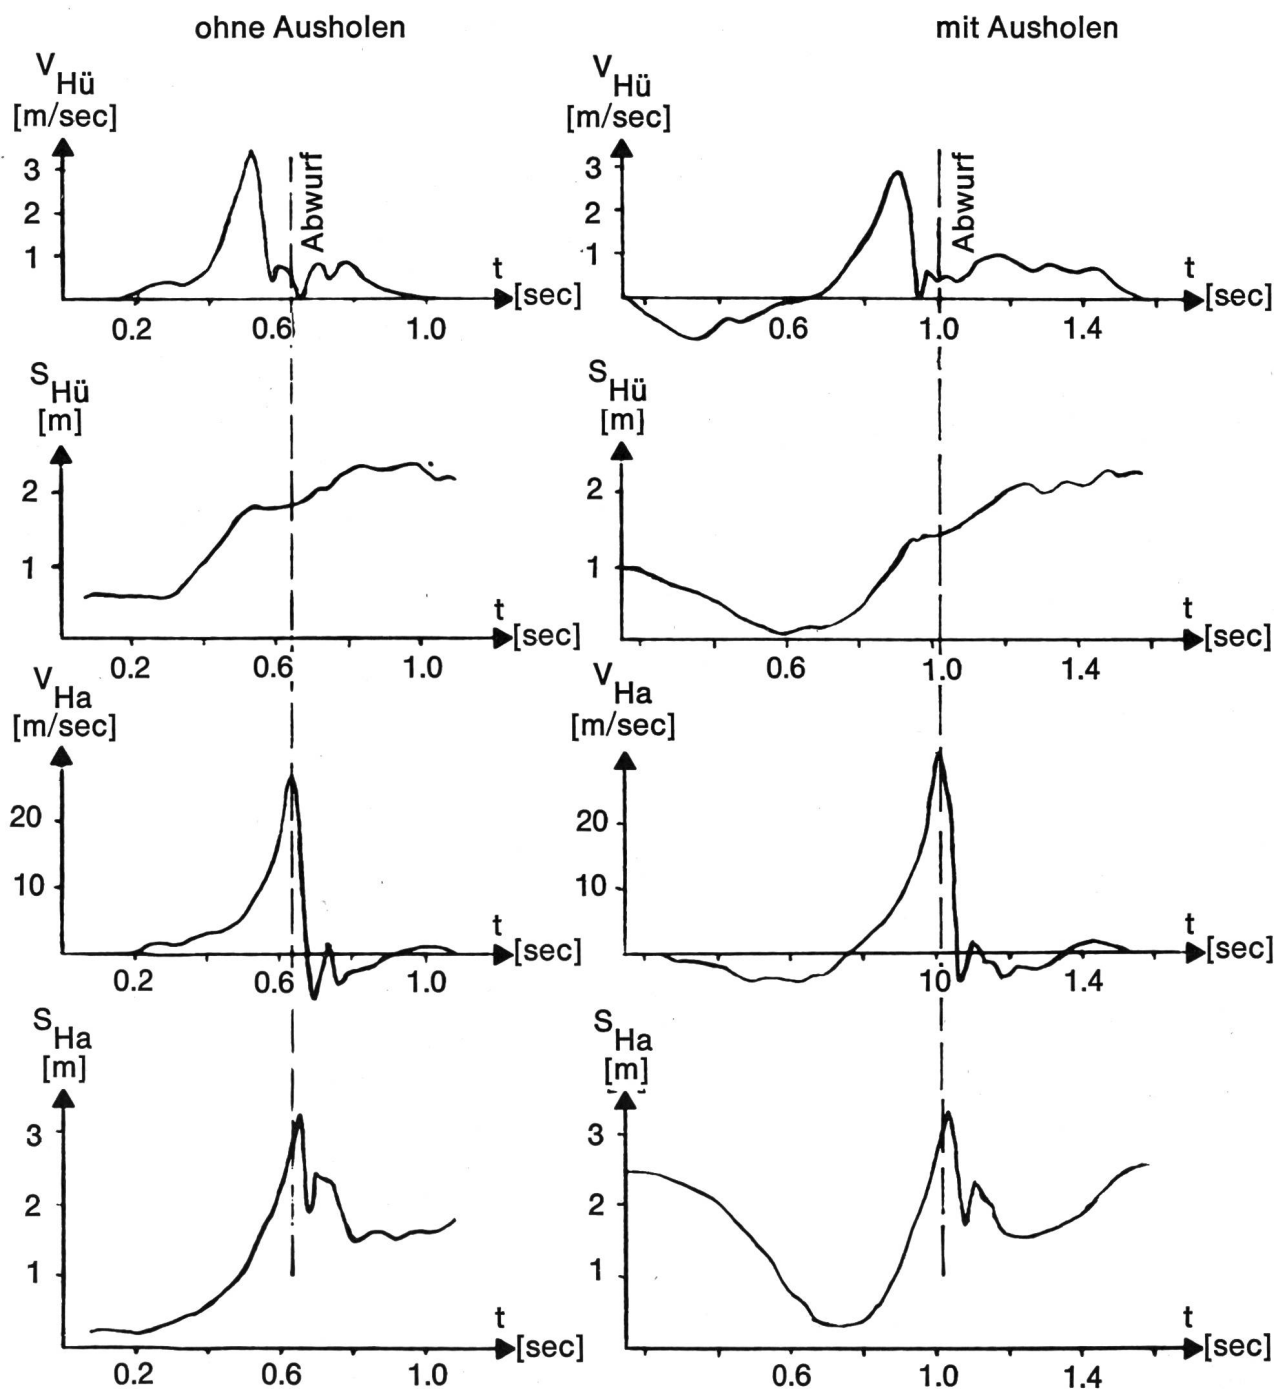 ohne Ausholen
mit Ausholen
V Hü
[m/sec]
3
2
1
Abwurf
t
[sec]
0.2 0.6 1.0
V Hü
[m/sec]
3
2
1
Abwurf
t
[sec]
0.6 1.0 1.4
S Hü
[m]
2
1
t
[sec]
0.2 0.6 1.0
S Hü
[m]
2
1
t
[sec]
0.6 1.0 1.4
V Ha
[m/sec]
20
10
t
[sec]
0.2 0.6 1.0
V Ha
[m/sec]
20
10
t
[sec]
10 1.4
S Ha
[m]
3
2
1
t
[sec]
0.2 0.6 1.0
S Ha
[m]
3
2
1
t
[sec]
0.6 1.0 1.4